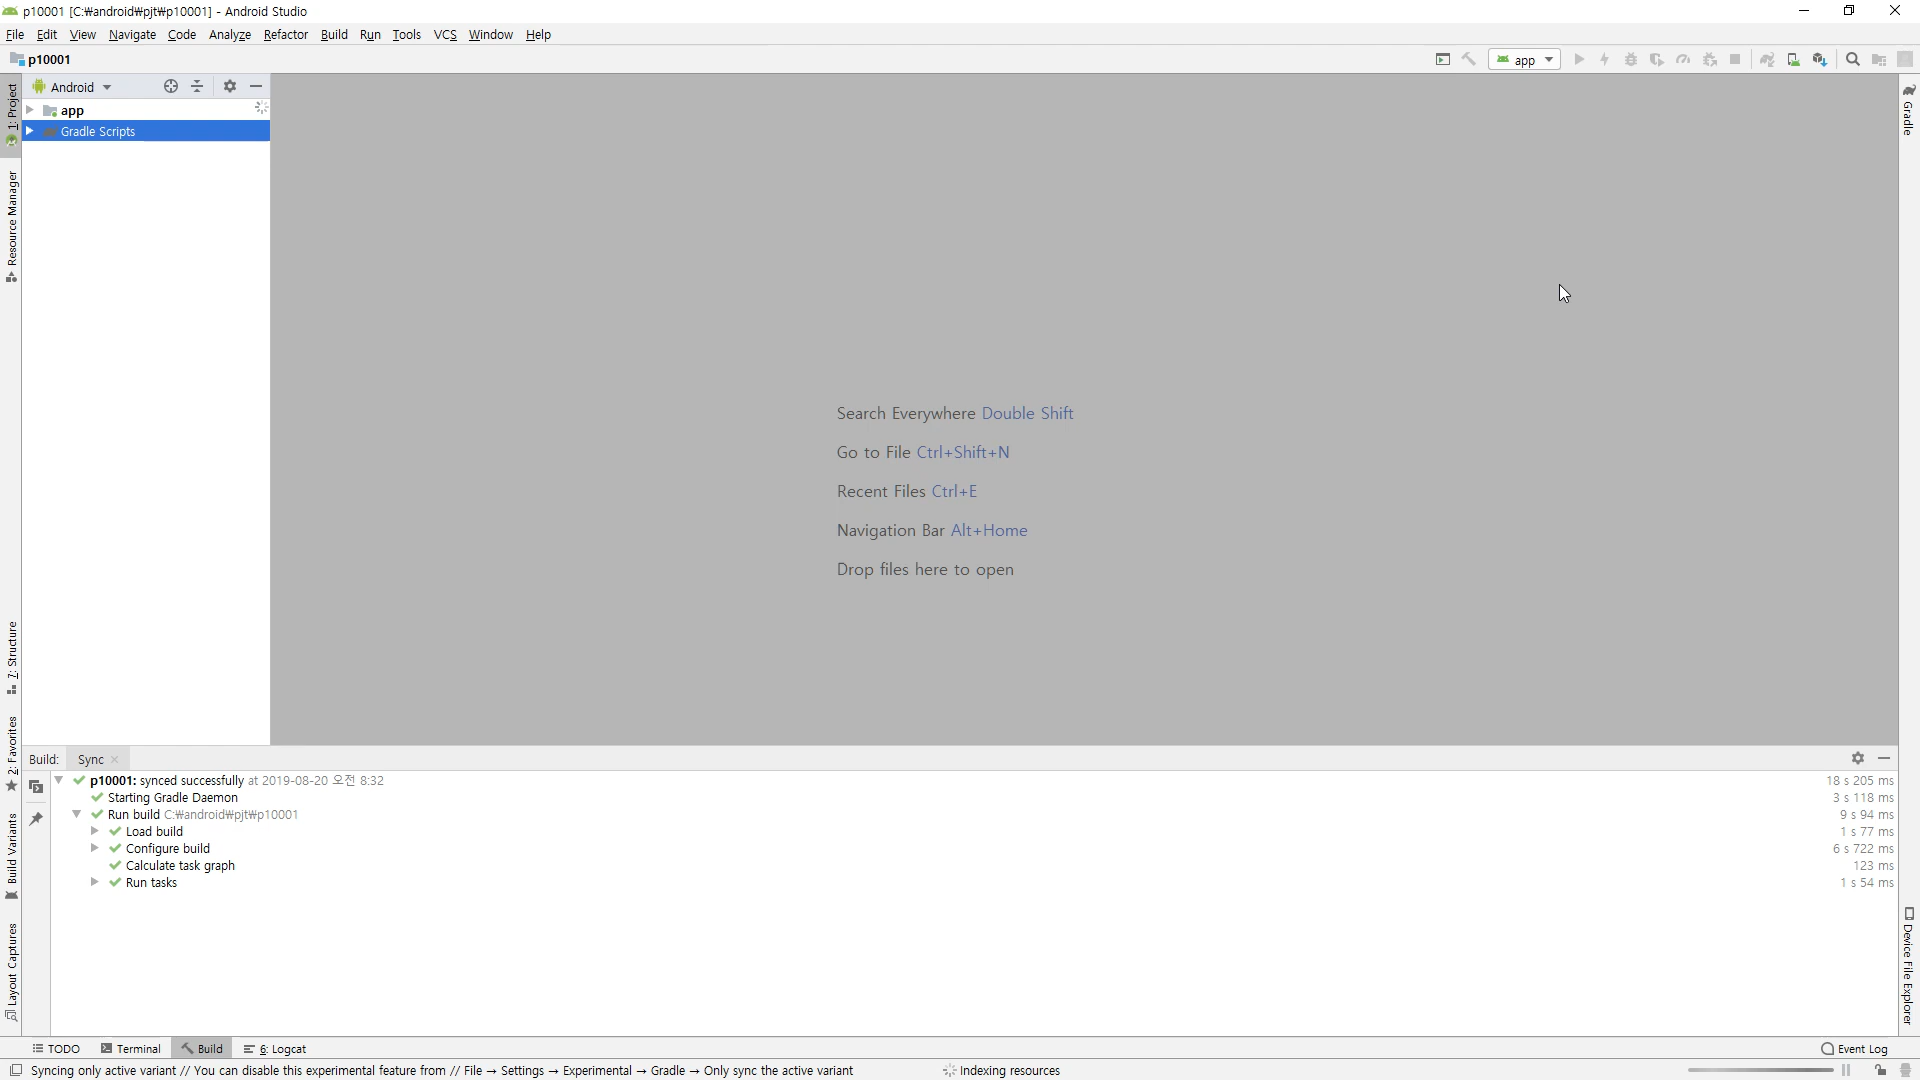 p10001 [C:₩android₩pjt₩p10001] - Android Studio
File Edit View Navigate Code Analyze Refactor Build Run Tools VCS Window Help
p10001
app
Android
app
Gradle Scripts
1: Project
Resource Manager
7: Structure
2: Favorites
Build Variants
Layout Captures
Search Everywhere Double Shift
Go to File Ctrl+Shift+N
Recent Files Ctrl+E
Navigation Bar Alt+Home
Drop files here to open
Gradle
Device File Explorer
Build: Sync
p10001: synced successfully at 2019-08-20 오전 8:32 18 s 205 ms
Starting Gradle Daemon 3 s 118 ms
Run build C:₩android₩pjt₩p10001 9 s 94 ms
Load build 1 s 77 ms
Configure build 6 s 722 ms
Calculate task graph 123 ms
Run tasks 1 s 54 ms
TODO Terminal Build 6: Logcat Event Log
Syncing only active variant // You can disable this experimental feature from // File → Settings → Experimental → Gradle → Only sync the active variant Indexing resources